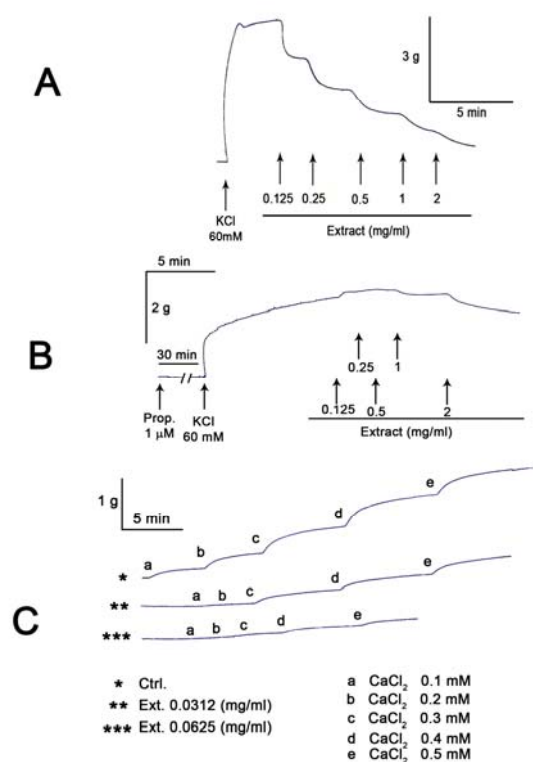 A
3 g
5 min
0.125 0.25 0.5 1 2
KCl
60mM
Extract (mg/ml)
B
5 min
2 g
30 min
0.25 1
0.125 0.5 2
Prop.
1 µM
KCl
60 mM
Extract (mg/ml)
C
1 g
5 min
a b c d e
*
a b c d e
**
a b c d e
***
* Ctrl.
** Ext. 0.0312 (mg/ml)
*** Ext. 0.0625 (mg/ml)
a CaCl₂ 0.1 mM
b CaCl₂ 0.2 mM
c CaCl₂ 0.3 mM
d CaCl₂ 0.4 mM
e CaCl₂ 0.5 mM